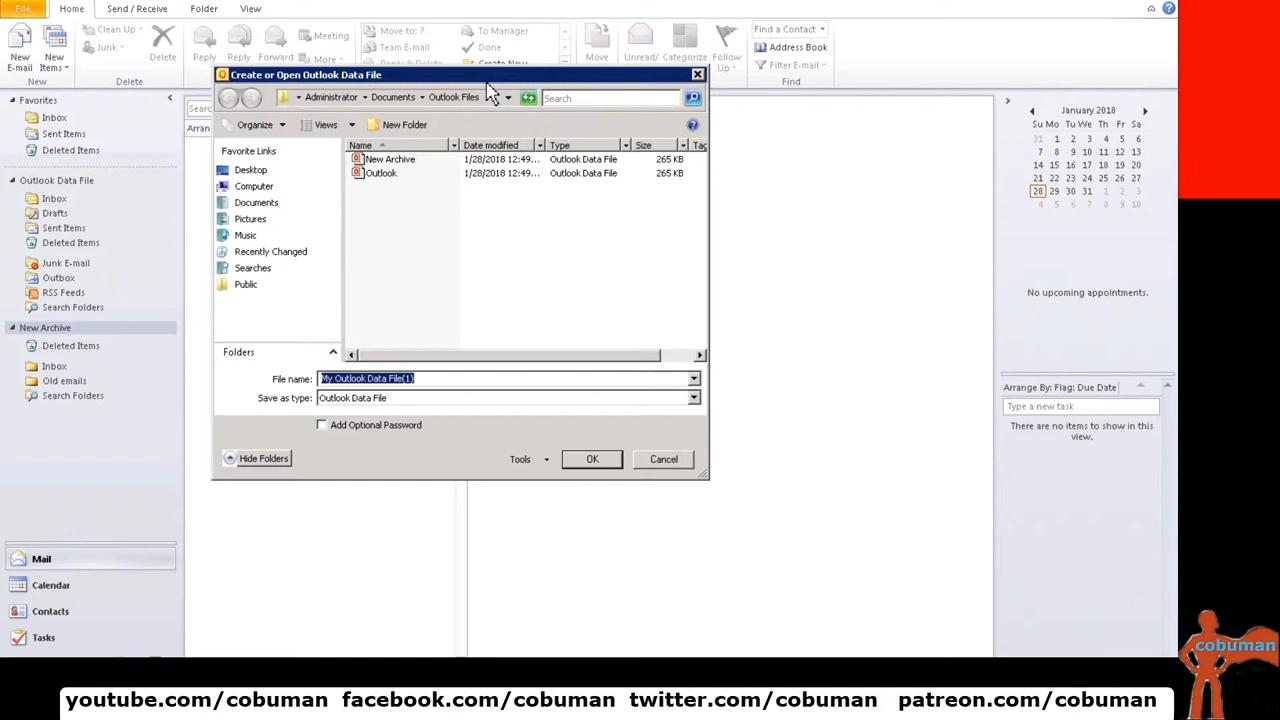 File Home Send / Receive Folder View
New E-mail New Items Clean Up Junk Delete Reply Reply All Forward Meeting More Move to: ? To Manager Team E-mail Done Create New Move Unread/ Categorize Follow Up Find a Contact Address Book Filter E-mail
New Delete Find
Favorites
Inbox
Sent Items
Deleted Items
Outlook Data File
Inbox
Drafts
Sent Items
Deleted Items
Junk E-mail
Outbox
RSS Feeds
Search Folders
New Archive
Deleted Items
Inbox
Old emails
Search Folders
Mail
Calendar
Contacts
Tasks
Create or Open Outlook Data File
Administrator Documents Outlook Files Search
Organize Views New Folder
Favorite Links
Desktop
Computer
Documents
Pictures
Music
Recently Changed
Searches
Public
Folders
Name Date modified Type Size Tag
New Archive 1/28/2018 12:49... Outlook Data File 265 KB
Outlook 1/28/2018 12:49... Outlook Data File 265 KB
File name: My Outlook Data File(1)
Save as type: Outlook Data File
Add Optional Password
Hide Folders Tools OK Cancel
January 2018
Su Mo Tu We Th Fr Sa
31 1 2 3 4 5 6
7 8 9 10 11 12 13
14 15 16 17 18 19 20
21 22 23 24 25 26 27
28 29 30 31 1 2 3
4 5 6 7 8 9 10
No upcoming appointments.
Arrange By: Flag: Due Date
Type a new task
There are no items to show in this
view.
cobuman
youtube.com/cobuman facebook.com/cobuman twitter.com/cobuman patreon.com/cobuman